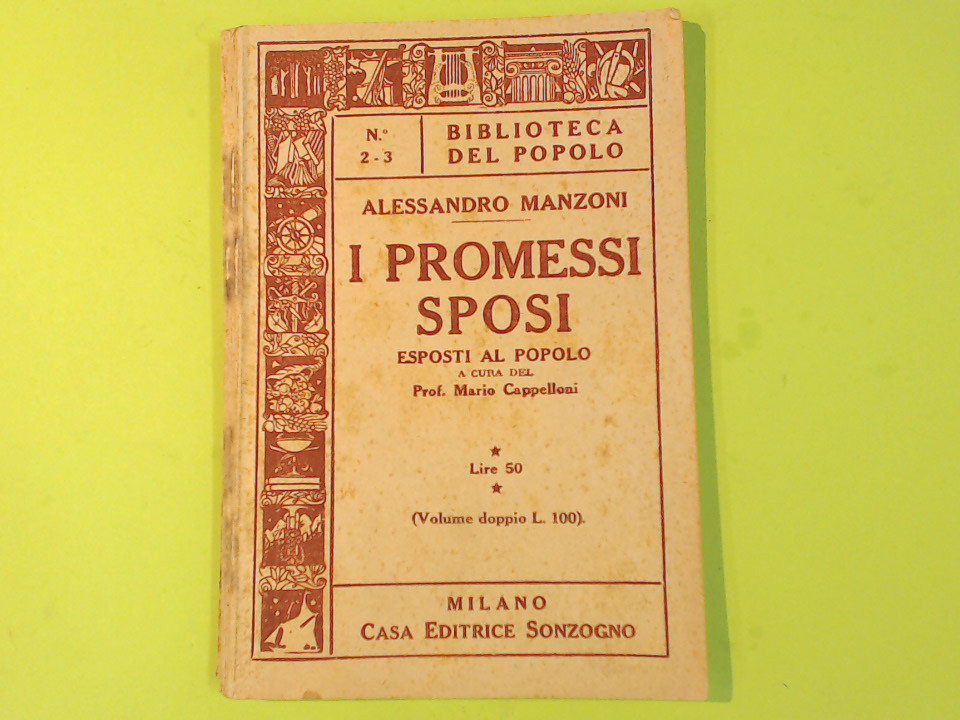 N.º
2-3
BIBLIOTECA
DEL POPOLO
ALESSANDRO MANZONI
I PROMESSI
SPOSI
ESPOSTI AL POPOLO
A CURA DEL
Prof. Mario Cappelloni
Lire 50
(Volume doppio L. 100).
MILANO
CASA EDITRICE SONZOGNO